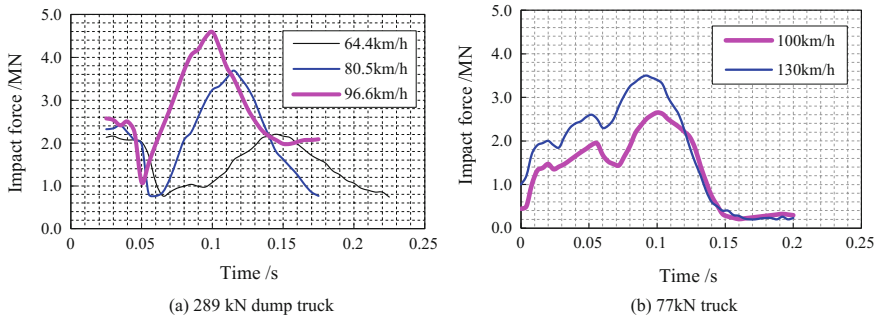 Impact force /MN
5.0
4.0
3.0
2.0
1.0
0.0
64.4km/h
80.5km/h
96.6km/h
0
0.05
0.1
0.15
0.2
0.25
Time /s
(a) 289 kN dump truck
Impact force /MN
5.0
4.0
3.0
2.0
1.0
0.0
100km/h
130km/h
0
0.05
0.1
0.15
0.2
0.25
Time /s
(b) 77kN truck